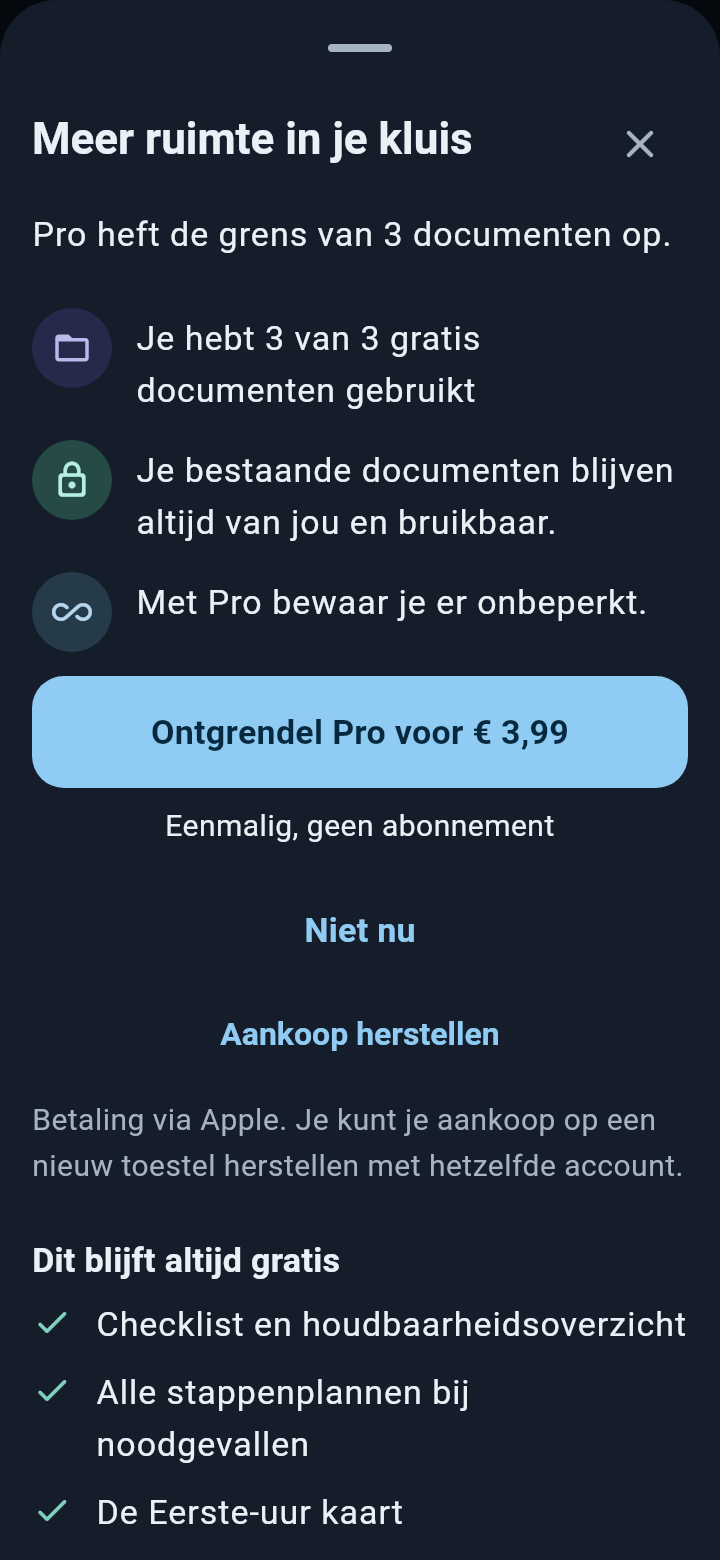 Meer ruimte in je kluis
Pro heft de grens van 3 documenten op.
Je hebt 3 van 3 gratis
documenten gebruikt
Je bestaande documenten blijven
altijd van jou en bruikbaar.
Met Pro bewaar je er onbeperkt.
Ontgrendel Pro voor € 3,99
Eenmalig, geen abonnement
Niet nu
Aankoop herstellen
Betaling via Apple. Je kunt je aankoop op een
nieuw toestel herstellen met hetzelfde account.
Dit blijft altijd gratis
Checklist en houdbaarheidsoverzicht
Alle stappenplannen bij
noodgevallen
De Eerste-uur kaart